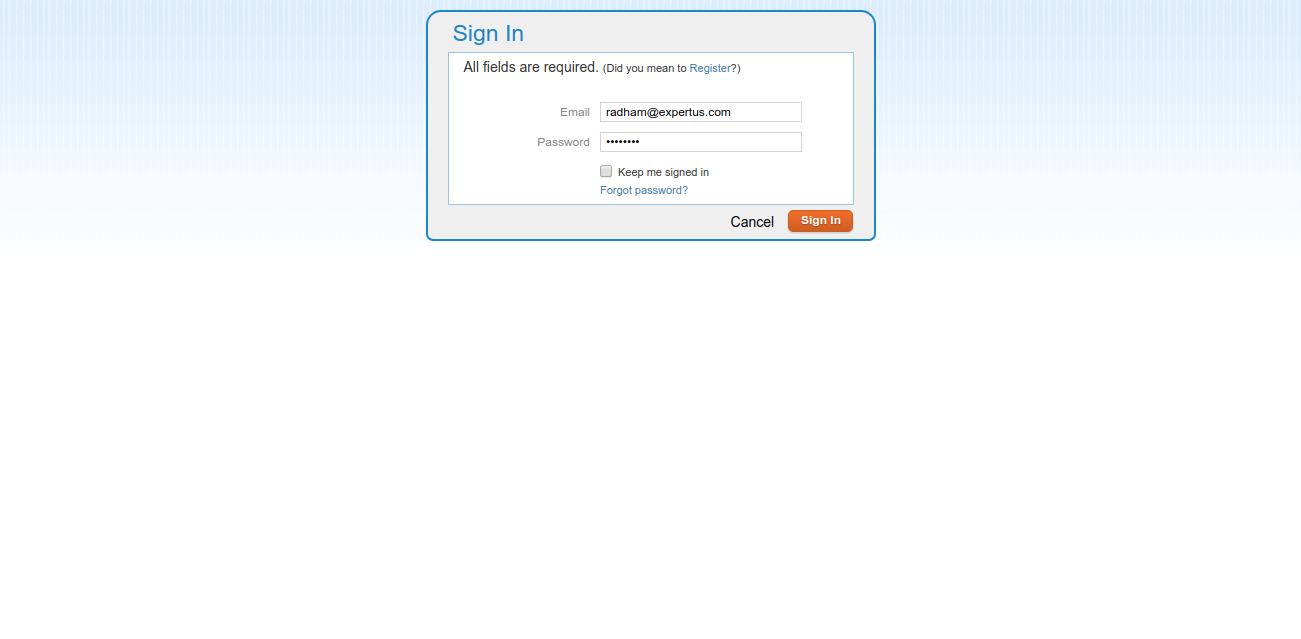 Sign In
All fields are required. (Did you mean to Register?)
Email radham@expertus.com
Password ••••••••
Keep me signed in
Forgot password?
Cancel Sign In